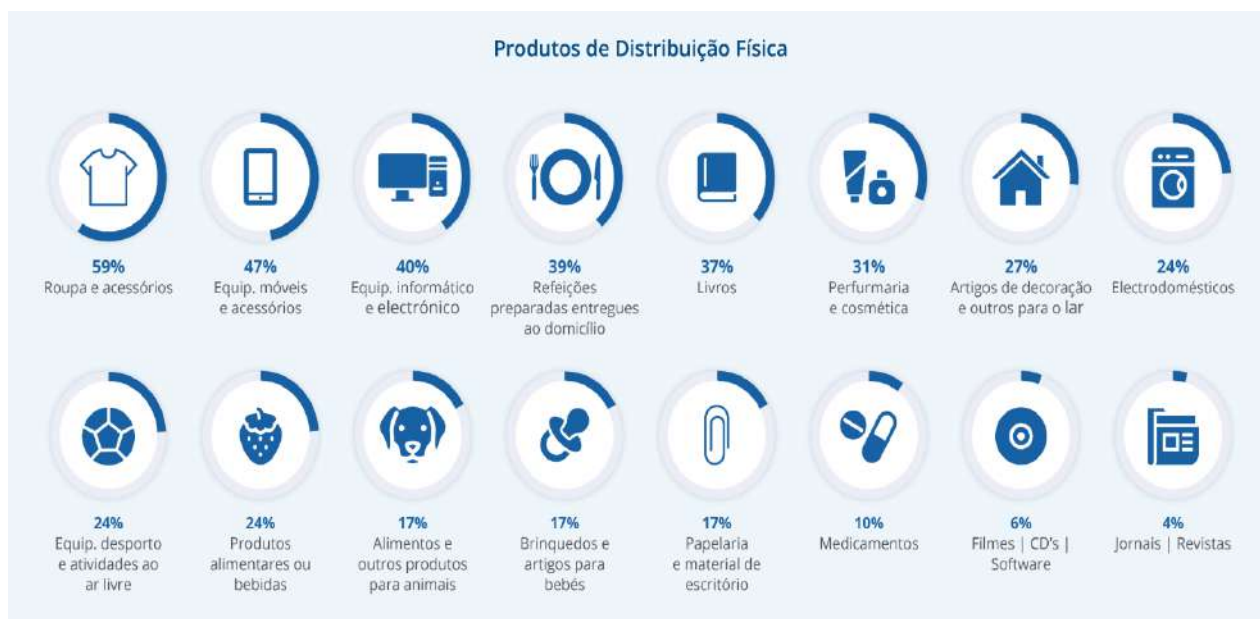 Produtos de Distribuição Física
59%
Roupa e acessórios
47%
Equip. móveis
e acessórios
40%
Equip. informático
e electrónico
39%
Refeições
preparadas entregues
ao domicílio
37%
Livros
31%
Perfurmaria
e cosmética
27%
Artigos de decoração
e outros para o lar
24%
Electrodomésticos
24%
Equip. desporto
e atividades ao
ar livre
24%
Produtos
alimentares ou
bebidas
17%
Alimentos e
outros produtos
para animais
17%
Brinquedos e
artigos para
bebés
17%
Papelaria
e material de
escritório
10%
Medicamentos
6%
Filmes | CD's |
Software
4%
Jornais | Revistas